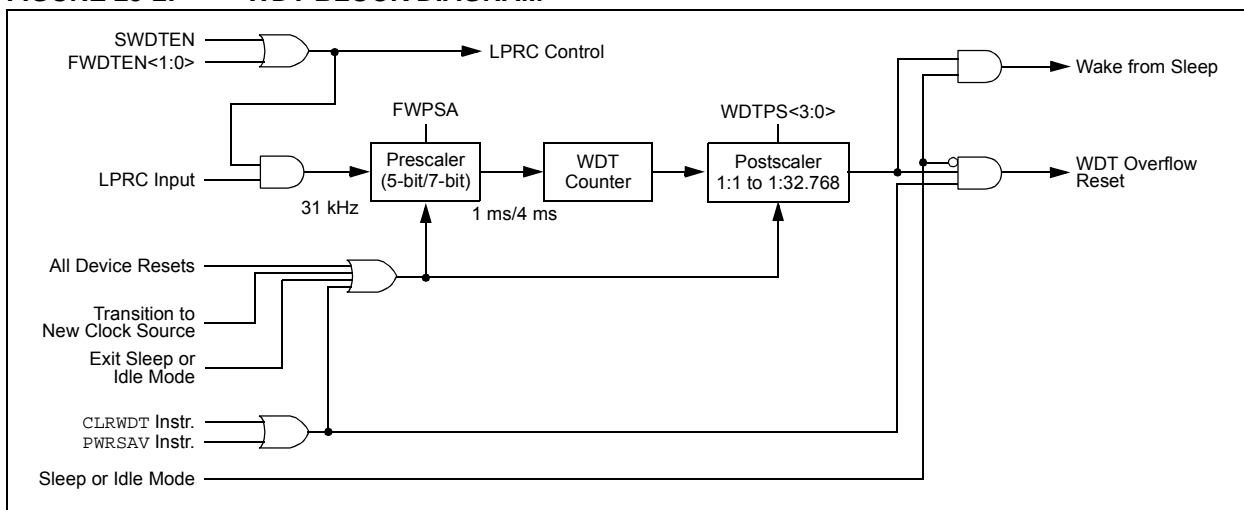 SWDTEN
FWDTEN<1:0>
LPRC Control
Wake from Sleep
FWPSA
WDTPS<3:0>
LPRC Input
Prescaler
(5-bit/7-bit)
WDT
Counter
Postscaler
1:1 to 1:32.768
WDT Overflow
Reset
31 kHz
1 ms/4 ms
All Device Resets
Transition to
New Clock Source
Exit Sleep or
Idle Mode
CLRWDT Instr.
PWRSAV Instr.
Sleep or Idle Mode